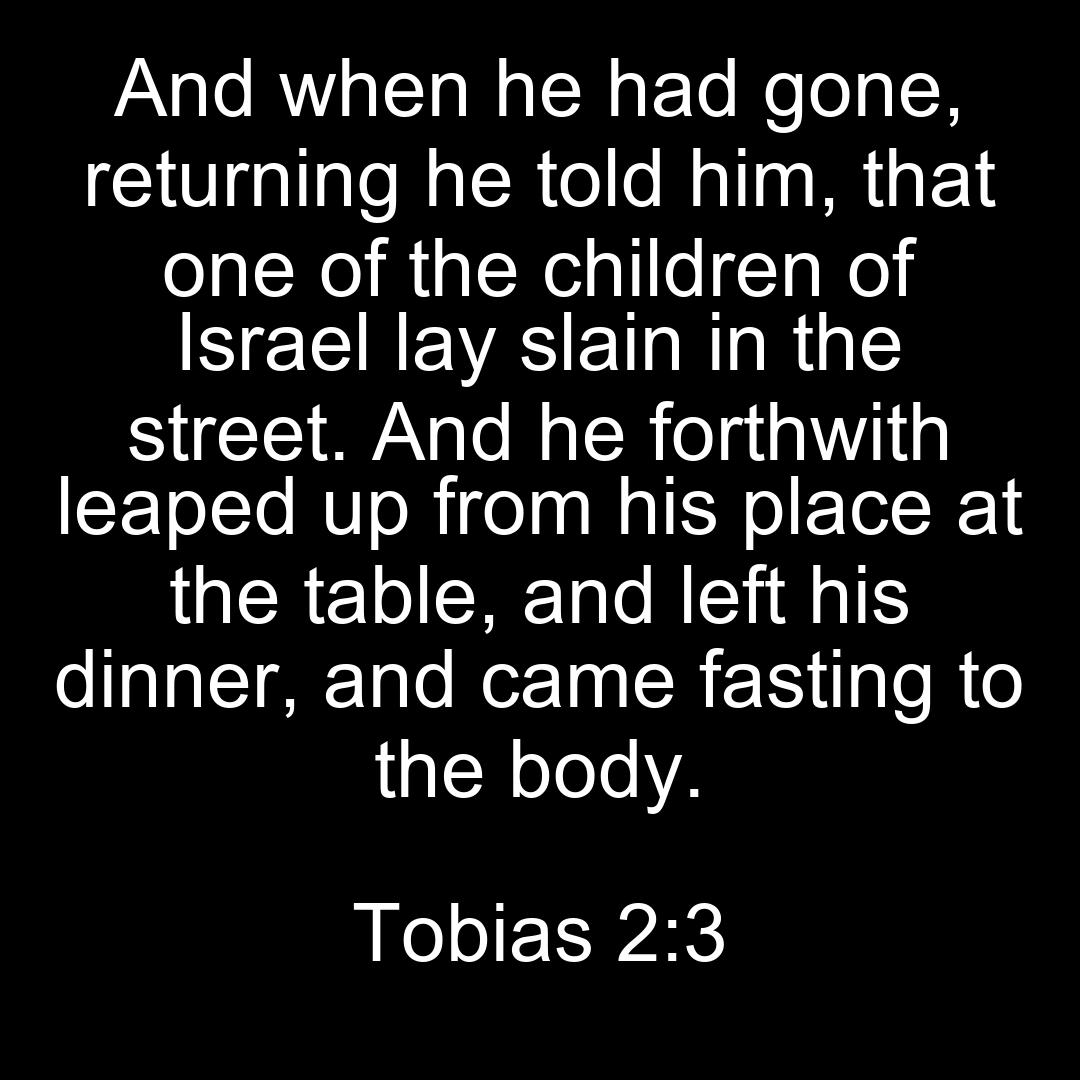 And when he had gone,
returning he told him, that
one of the children of
Israel lay slain in the
street. And he forthwith
leaped up from his place at
the table, and left his
dinner, and came fasting to
the body.
Tobias 2:3